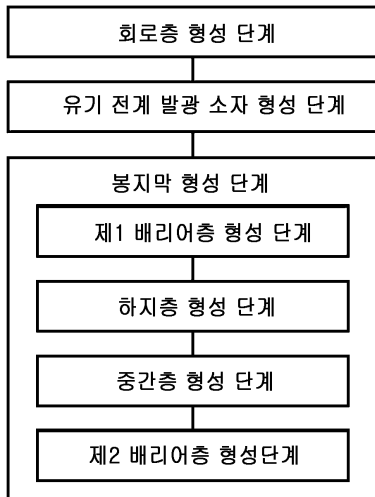 회로층 형성 단계
유기 전계 발광 소자 형성 단계
봉지막 형성 단계
제1 배리어층 형성 단계
하지층 형성 단계
중간층 형성 단계
제2 배리어층 형성단계